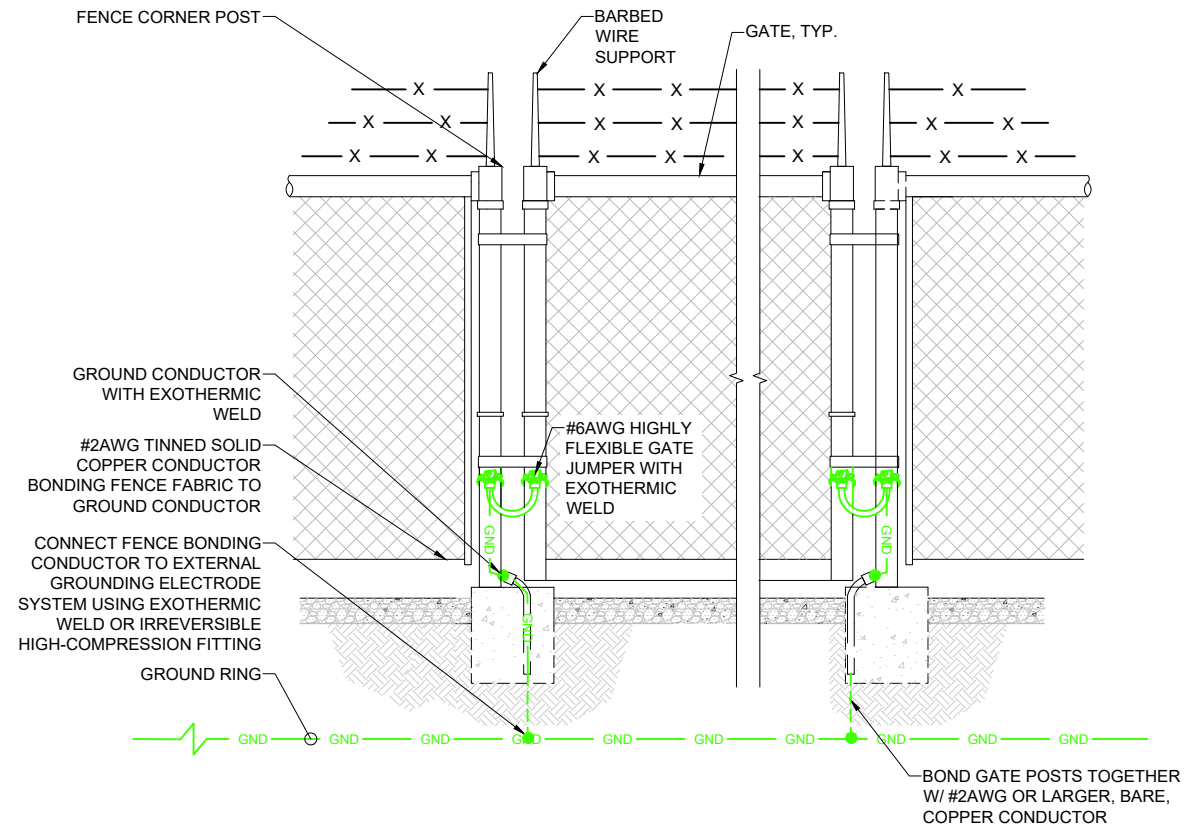 FENCE CORNER POST
BARBED
WIRE
SUPPORT
GATE, TYP.
X X X X X
X X X X X X X
X X X X X X X
GROUND CONDUCTOR
WITH EXOTHERMIC
WELD
#2AWG TINNED SOLID
COPPER CONDUCTOR
BONDING FENCE FABRIC TO
GROUND CONDUCTOR
CONNECT FENCE BONDING
CONDUCTOR TO EXTERNAL
GROUNDING ELECTRODE
SYSTEM USING EXOTHERMIC
WELD OR IRREVERSIBLE
HIGH-COMPRESSION FITTING
GROUND RING
#6AWG HIGHLY
FLEXIBLE GATE
JUMPER WITH
EXOTHERMIC
WELD
GND
GND
GND
GND GND GND GND GND GND GND GND GND GND
BOND GATE POSTS TOGETHER
W/ #2AWG OR LARGER, BARE,
COPPER CONDUCTOR